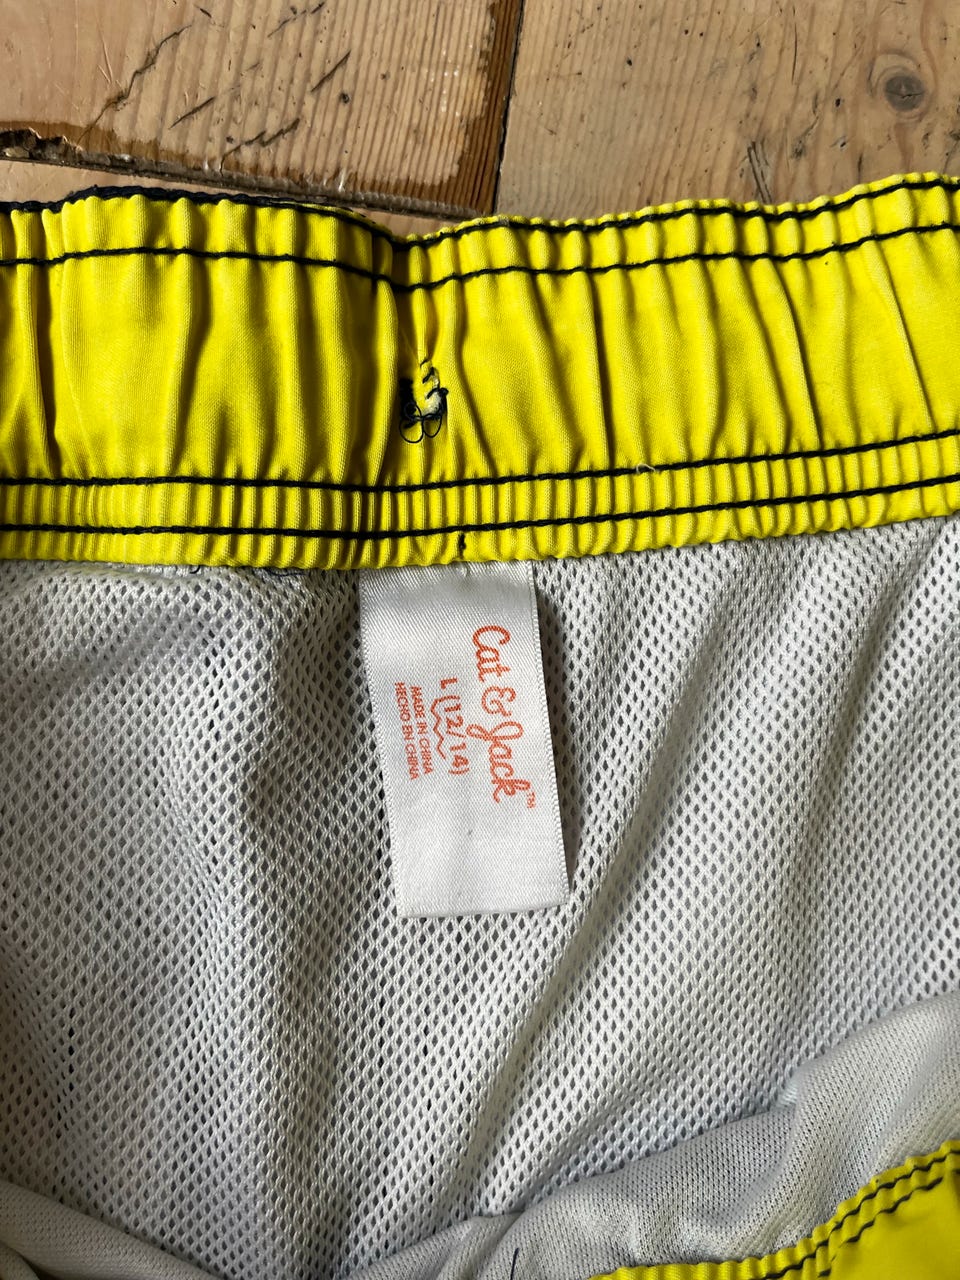 Cat & Jack™
L (12/14)
MADE IN CHINA
HECHO EN CHINA